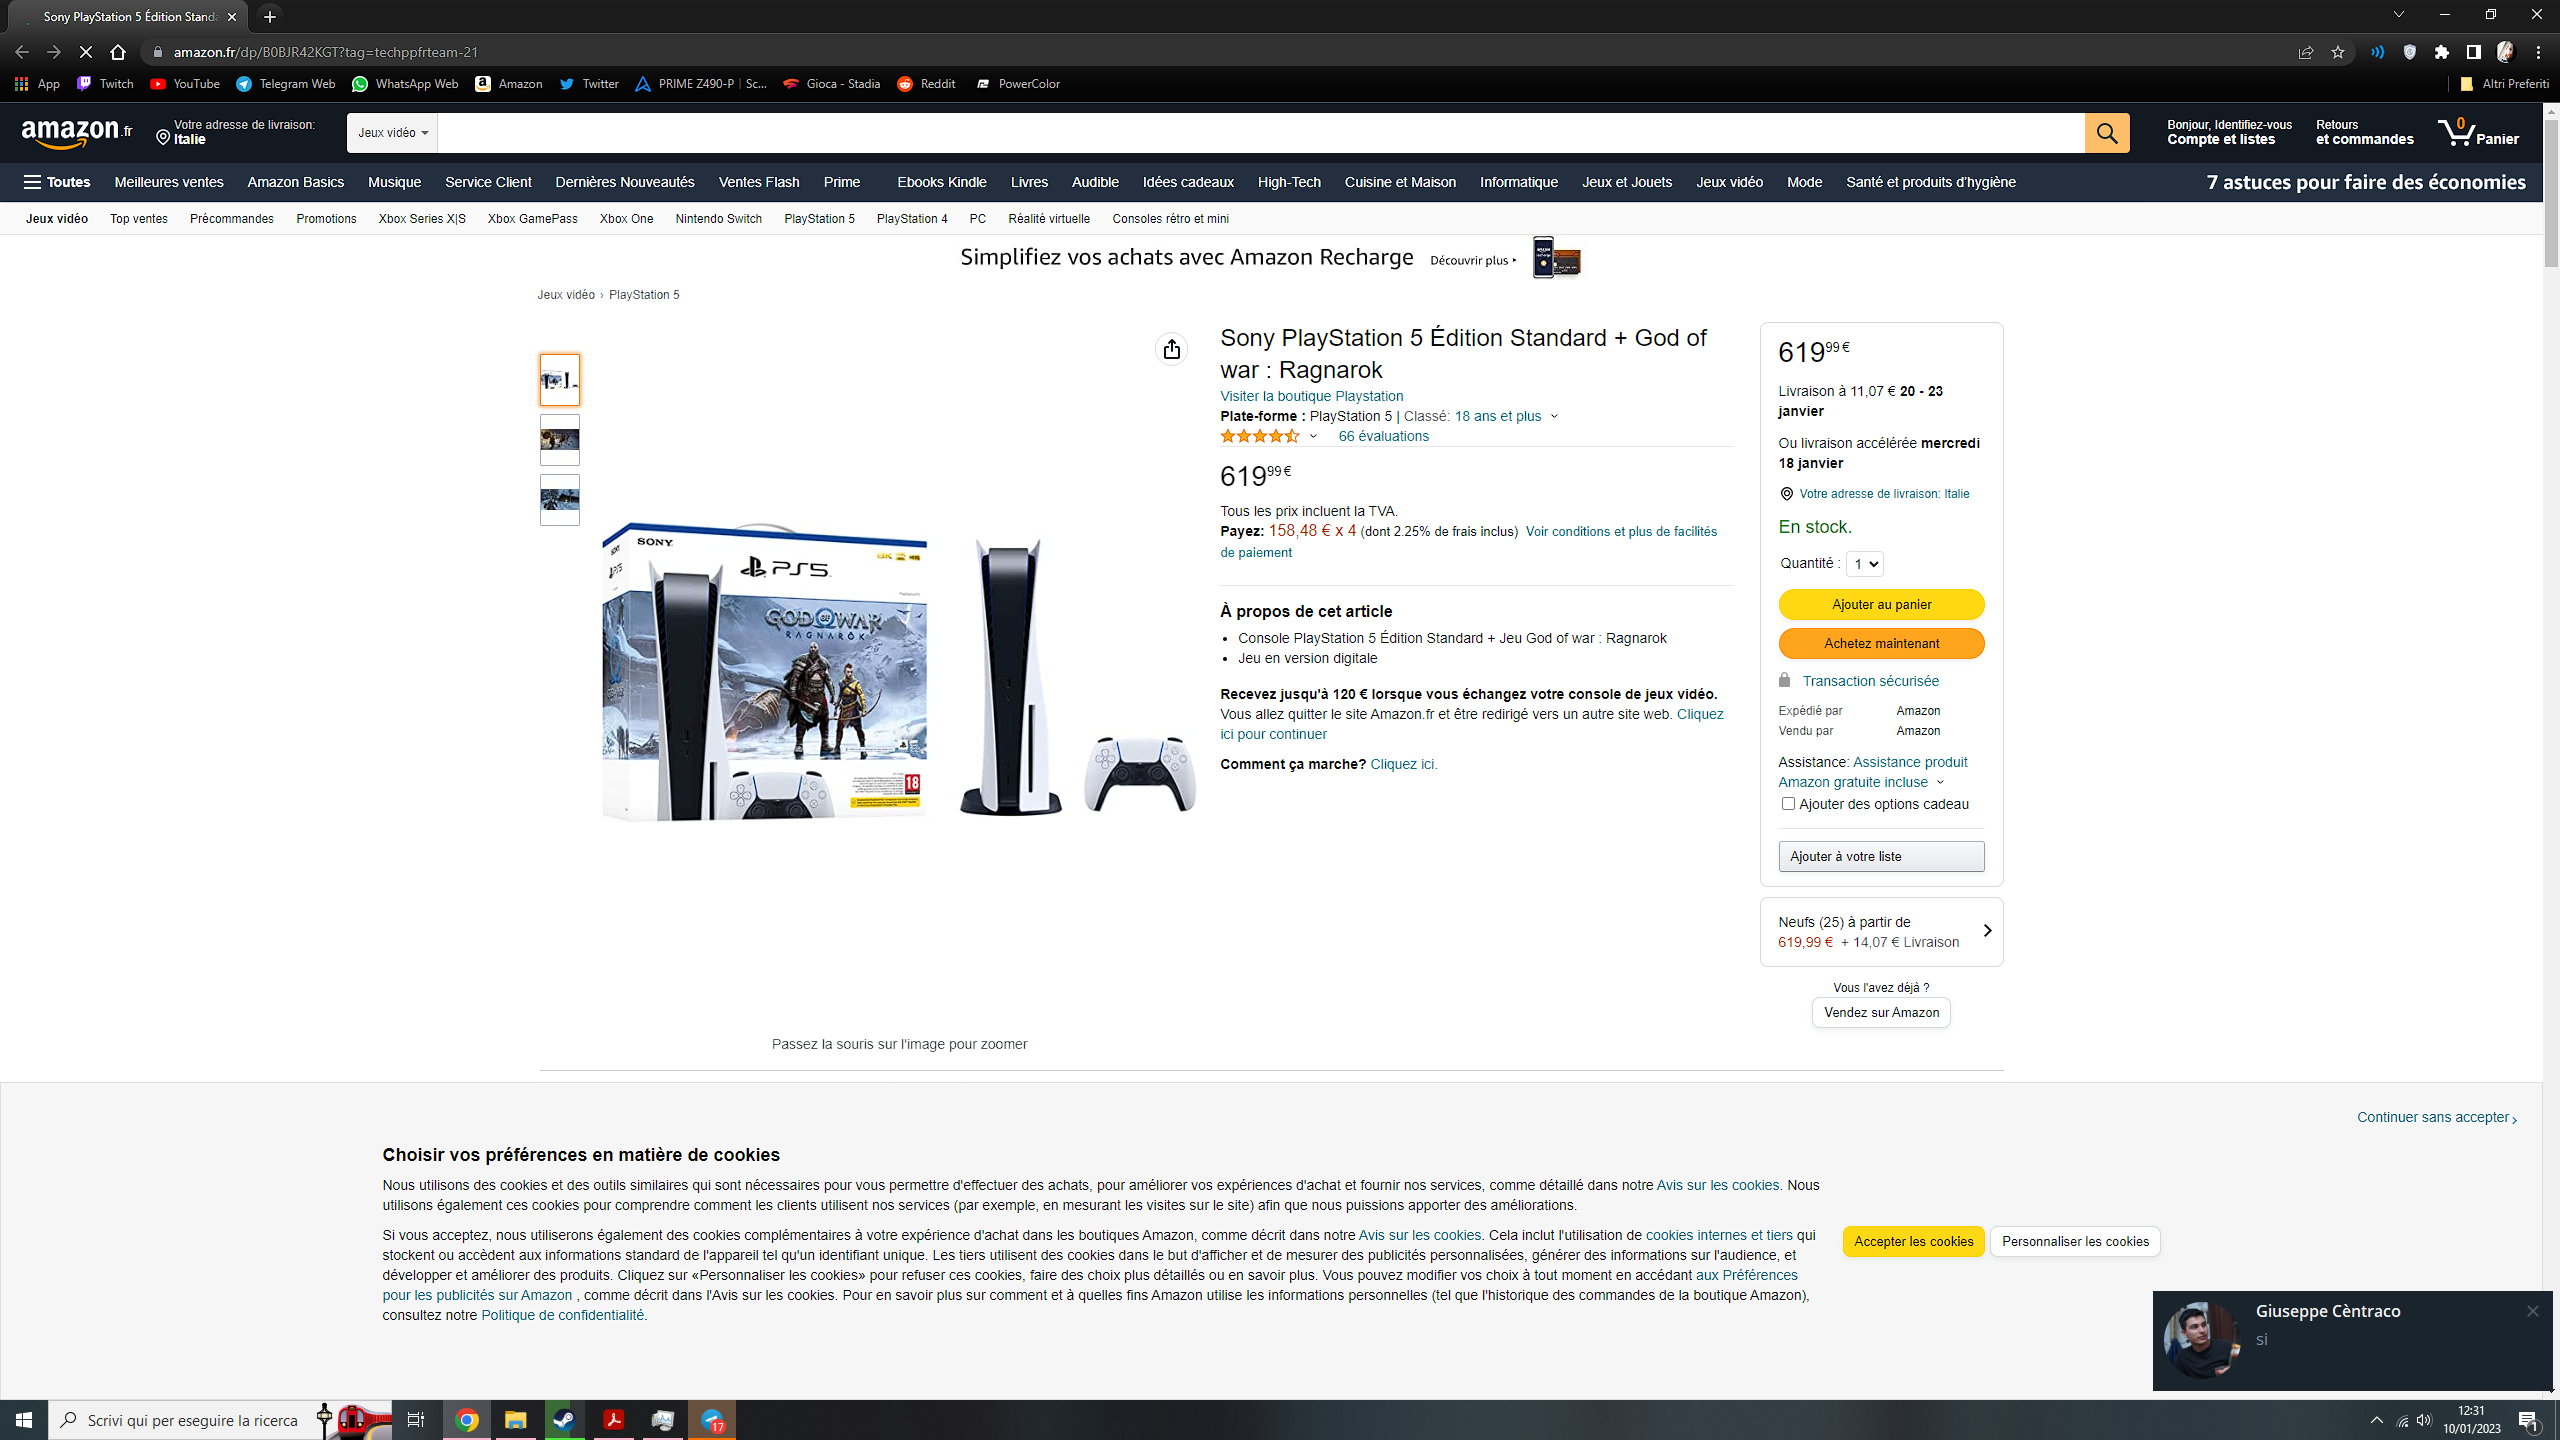 Sony PlayStation 5 Édition Standa
amazon.fr/dp/B0BJR42KGT?tag=techppfrteam-21
App Twitch YouTube Telegram Web WhatsApp Web Amazon Twitter PRIME Z490-P | Sc... Gioca - Stadia Reddit PowerColor Altri Preferiti
amazon.fr
Votre adresse de livraison:
Italie
Jeux vidéo
Bonjour, Identifiez-vous
Compte et listes
Retours
et commandes
0
Panier
Toutes Meilleures ventes Amazon Basics Musique Service Client Dernières Nouveautés Ventes Flash Prime Ebooks Kindle Livres Audible Idées cadeaux High-Tech Cuisine et Maison Informatique Jeux et Jouets Jeux vidéo Mode Santé et produits d'hygiène 7 astuces pour faire des économies
Jeux vidéo Top ventes Précommandes Promotions Xbox Series X|S Xbox GamePass Xbox One Nintendo Switch PlayStation 5 PlayStation 4 PC Réalité virtuelle Consoles rétro et mini
Simplifiez vos achats avec Amazon Recharge Découvrir plus
Jeux vidéo › PlayStation 5
SONY
PS5
8K
GOD OF WAR
RAGNARÖK
18
Passez la souris sur l'image pour zoomer
Sony PlayStation 5 Édition Standard + God of
war : Ragnarok
Visiter la boutique Playstation
Plate-forme : PlayStation 5 | Classé: 18 ans et plus
66 évaluations
619,99 €
Tous les prix incluent la TVA.
Payez: 158,48 € x 4 (dont 2.25% de frais inclus) Voir conditions et plus de facilités
de paiement
À propos de cet article
• Console PlayStation 5 Édition Standard + Jeu God of war : Ragnarok
• Jeu en version digitale
Recevez jusqu'à 120 € lorsque vous échangez votre console de jeux vidéo.
Vous allez quitter le site Amazon.fr et être redirigé vers un autre site web. Cliquez
ici pour continuer
Comment ça marche? Cliquez ici.
619 99 €
Livraison à 11,07 € 20 - 23
janvier
Ou livraison accélérée mercredi
18 janvier
Votre adresse de livraison: Italie
En stock.
Quantité : 1
Ajouter au panier
Achetez maintenant
Transaction sécurisée
Expédié par Amazon
Vendu par Amazon
Assistance: Assistance produit
Amazon gratuite incluse
Ajouter des options cadeau
Ajouter à votre liste
Neufs (25) à partir de
619,99 € + 14,07 € Livraison
Vous l'avez déjà ?
Vendez sur Amazon
Continuer sans accepter ›
Choisir vos préférences en matière de cookies
Nous utilisons des cookies et des outils similaires qui sont nécessaires pour vous permettre d'effectuer des achats, pour améliorer vos expériences d'achat et fournir nos services, comme détaillé dans notre Avis sur les cookies. Nous
utilisons également ces cookies pour comprendre comment les clients utilisent nos services (par exemple, en mesurant les visites sur le site) afin que nous puissions apporter des améliorations.
Si vous acceptez, nous utiliserons également des cookies complémentaires à votre expérience d'achat dans les boutiques Amazon, comme décrit dans notre Avis sur les cookies. Cela inclut l'utilisation de cookies internes et tiers qui
stockent ou accèdent aux informations standard de l'appareil tel qu'un identifiant unique. Les tiers utilisent des cookies dans le but d'afficher et de mesurer des publicités personnalisées, générer des informations sur l'audience, et
développer et améliorer des produits. Cliquez sur «Personnaliser les cookies» pour refuser ces cookies, faire des choix plus détaillés ou en savoir plus. Vous pouvez modifier vos choix à tout moment en accédant aux Préférences
pour les publicités sur Amazon , comme décrit dans l'Avis sur les cookies. Pour en savoir plus sur comment et à quelles fins Amazon utilise les informations personnelles (tel que l'historique des commandes de la boutique Amazon),
consultez notre Politique de confidentialité.
Accepter les cookies
Personnaliser les cookies
Giuseppe Cèntraco
si
Scrivi qui per eseguire la ricerca
17
12:31
10/01/2023
1